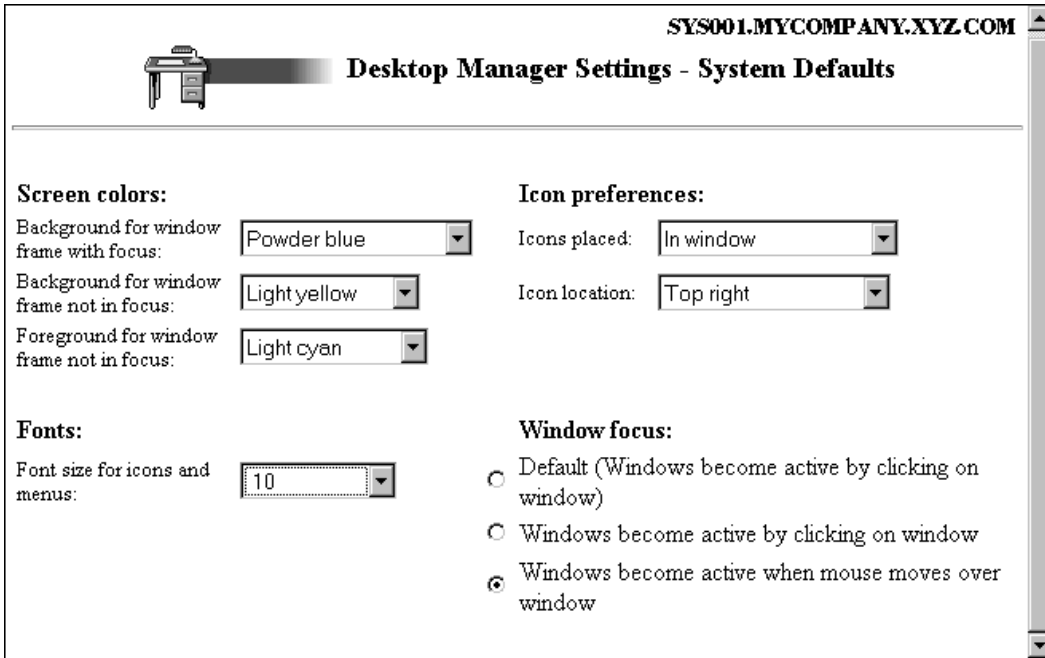 SYS001.MYCOMPANY.XYZ.COM
Desktop Manager Settings - System Defaults
Screen colors:
Background for window
frame with focus:
Powder blue
Background for window
frame not in focus:
Light yellow
Foreground for window
frame not in focus:
Light cyan
Icon preferences:
Icons placed:
In window
Icon location:
Top right
Fonts:
Font size for icons and
menus:
10
Window focus:
Default (Windows become active by clicking on
window)
Windows become active by clicking on window
Windows become active when mouse moves over
window